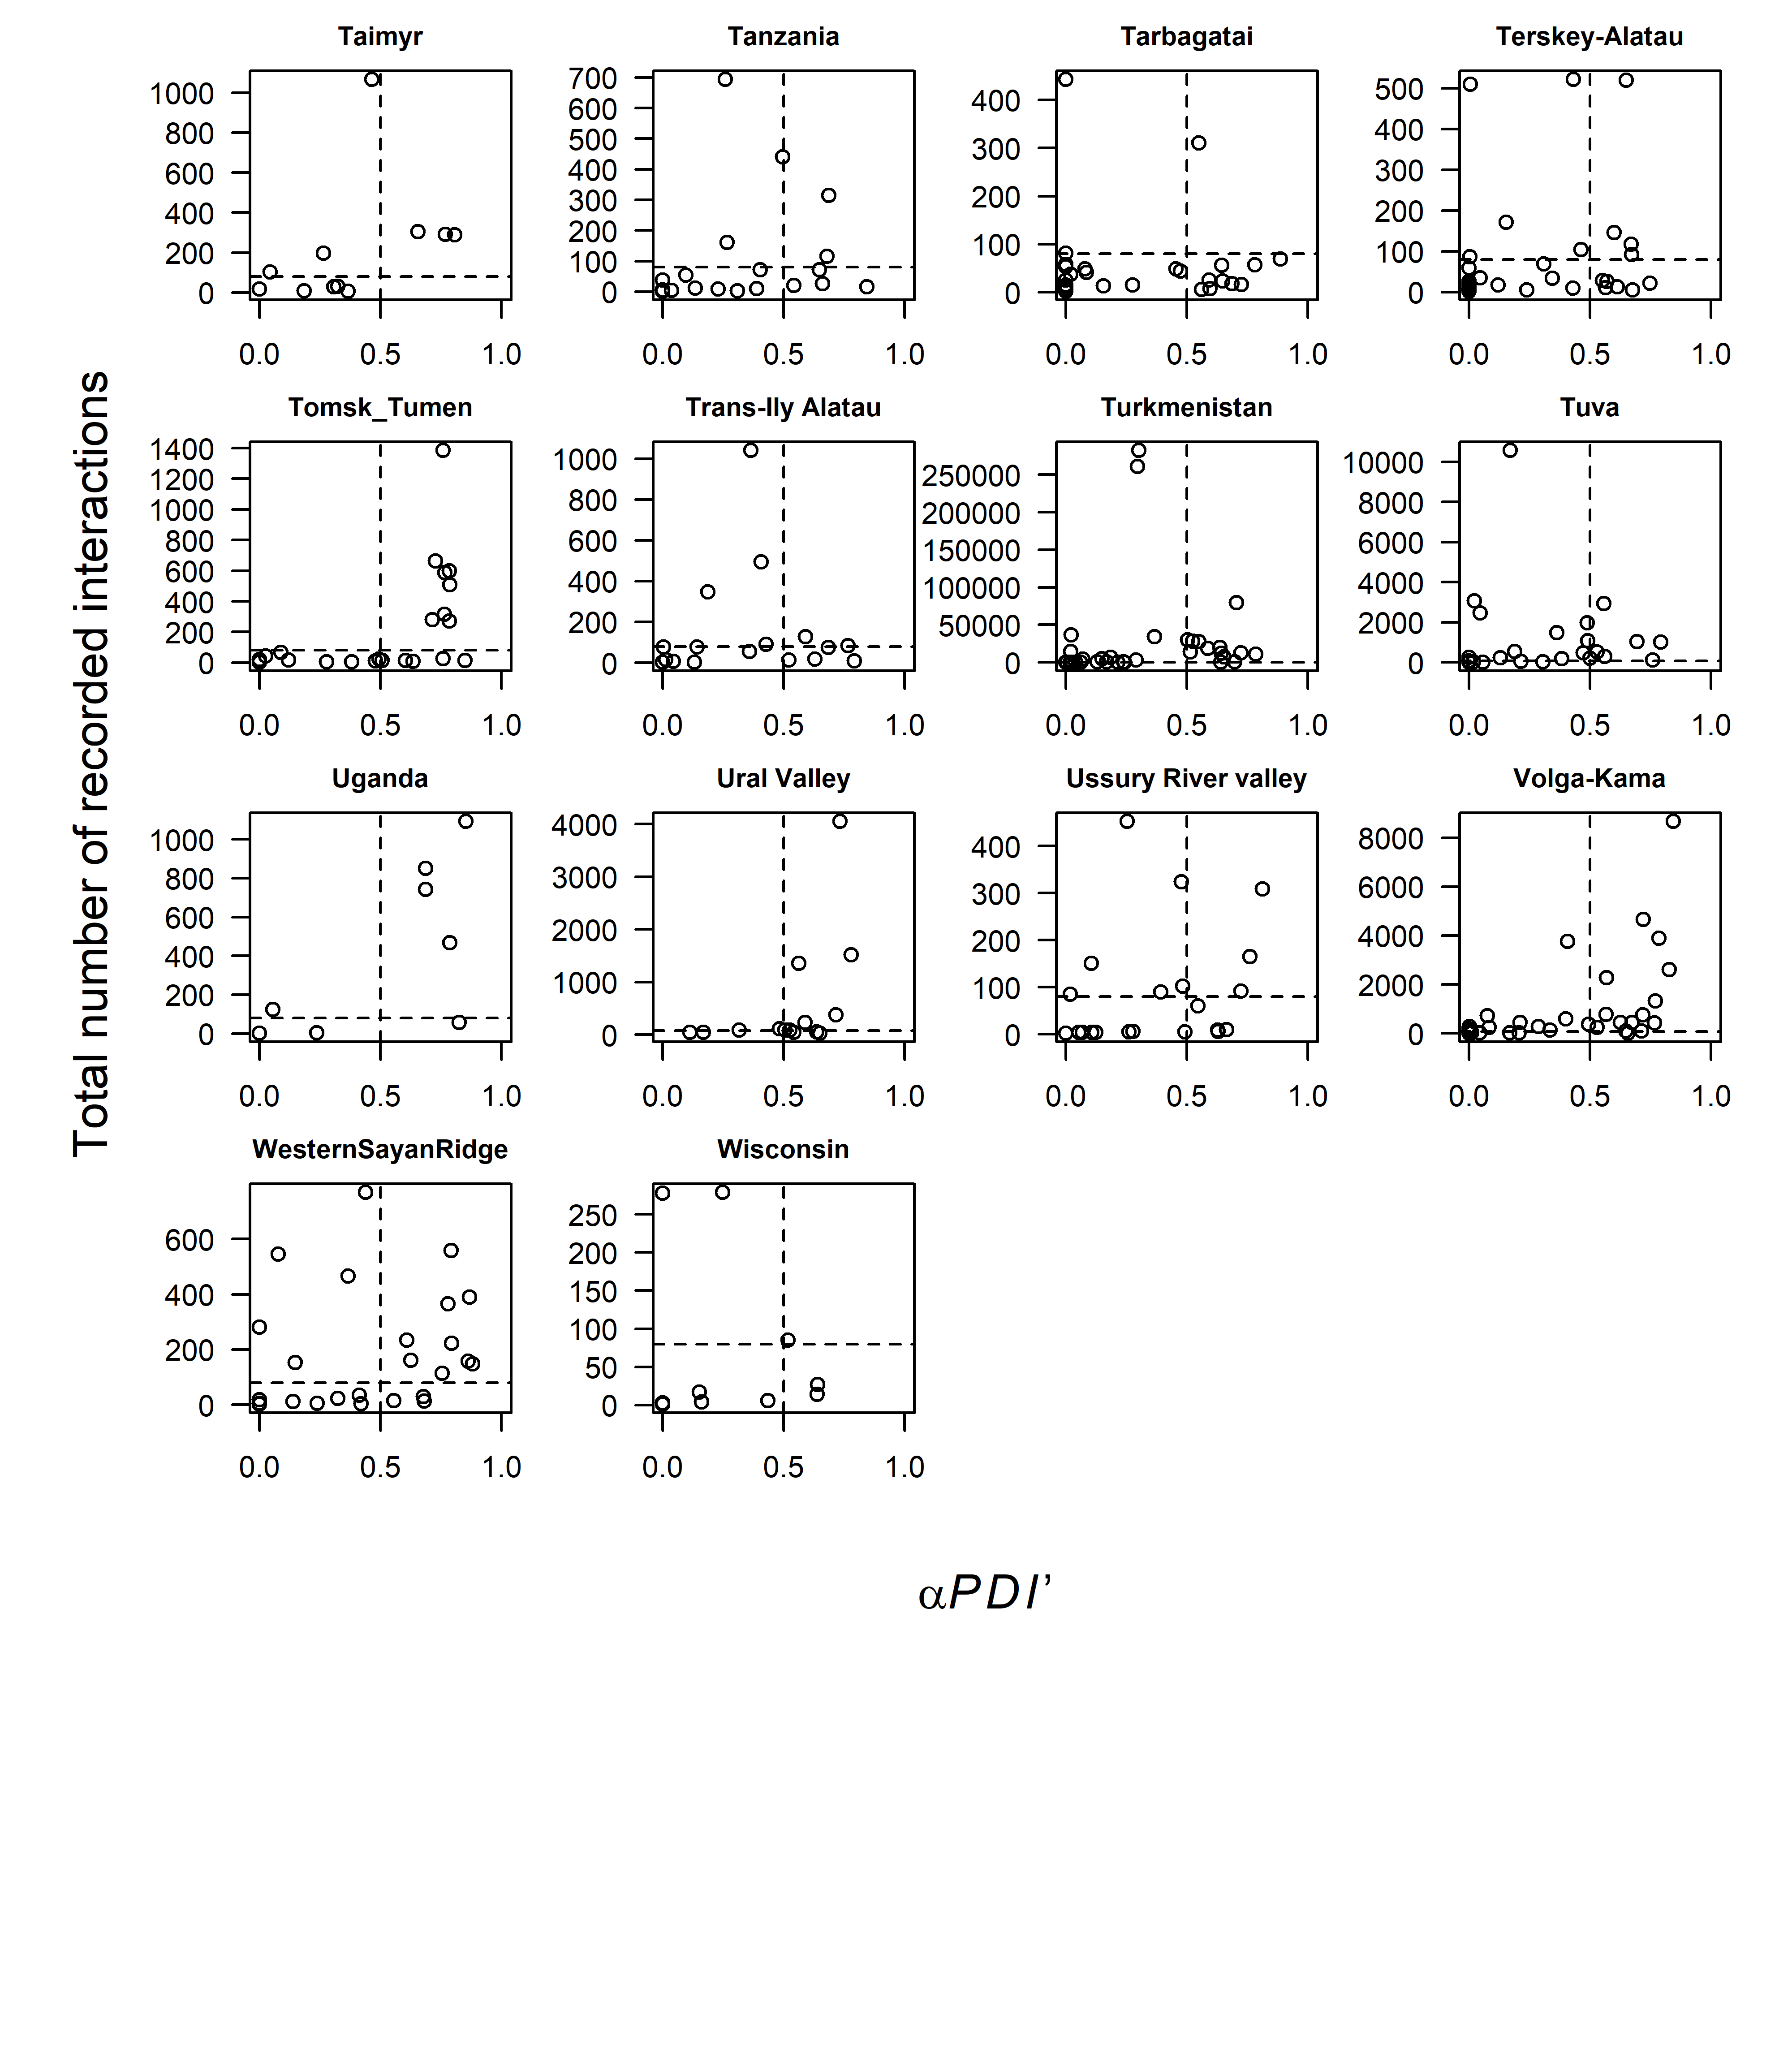 Taimyr Tanzania Tarbagatai Terskey-Alatau
1000 800 600 400 200 0
700 600 500 400 300 200 100 0
400 300 200 100 0
500 400 300 200 100 0
0.0 0.5 1.0 0.0 0.5 1.0 0.0 0.5 1.0 0.0 0.5 1.0
Tomsk_Tumen Trans-Ily Alatau Turkmenistan Tuva
1400 1200 1000 800 600 400 200 0
1000 800 600 400 200 0
250000 200000 150000 100000 50000 0
10000 8000 6000 4000 2000 0
0.0 0.5 1.0 0.0 0.5 1.0 0.0 0.5 1.0 0.0 0.5 1.0
Total number of recorded interactions
Uganda Ural Valley Ussury River valley Volga-Kama
1000 800 600 400 200 0
4000 3000 2000 1000 0
400 300 200 100 0
8000 6000 4000 2000 0
0.0 0.5 1.0 0.0 0.5 1.0 0.0 0.5 1.0 0.0 0.5 1.0
WesternSayanRidge Wisconsin
600 400 200 0
250 200 150 100 50 0
0.0 0.5 1.0 0.0 0.5 1.0
αPDI’